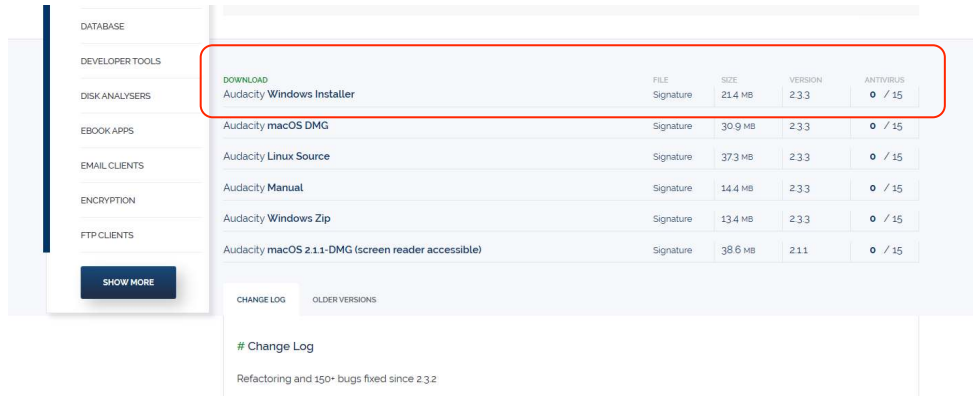 DATABASE
DEVELOPER TOOLS
DISK ANALYSERS
EBOOK APPS
EMAIL CLIENTS
ENCRYPTION
FTP CLIENTS
SHOW MORE
DOWNLOAD FILE SIZE VERSION ANTIVIRUS
Audacity Windows Installer Signature 21.4 MB 2.3.3 0 / 15
Audacity macOS DMG Signature 30.9 MB 2.3.3 0 / 15
Audacity Linux Source Signature 37.3 MB 2.3.3 0 / 15
Audacity Manual Signature 14.4 MB 2.3.3 0 / 15
Audacity Windows Zip Signature 13.4 MB 2.3.3 0 / 15
Audacity macOS 2.1.1-DMG (screen reader accessible) Signature 38.6 MB 2.1.1 0 / 15
CHANGE LOG OLDER VERSIONS
# Change Log
Refactoring and 150+ bugs fixed since 2.3.2